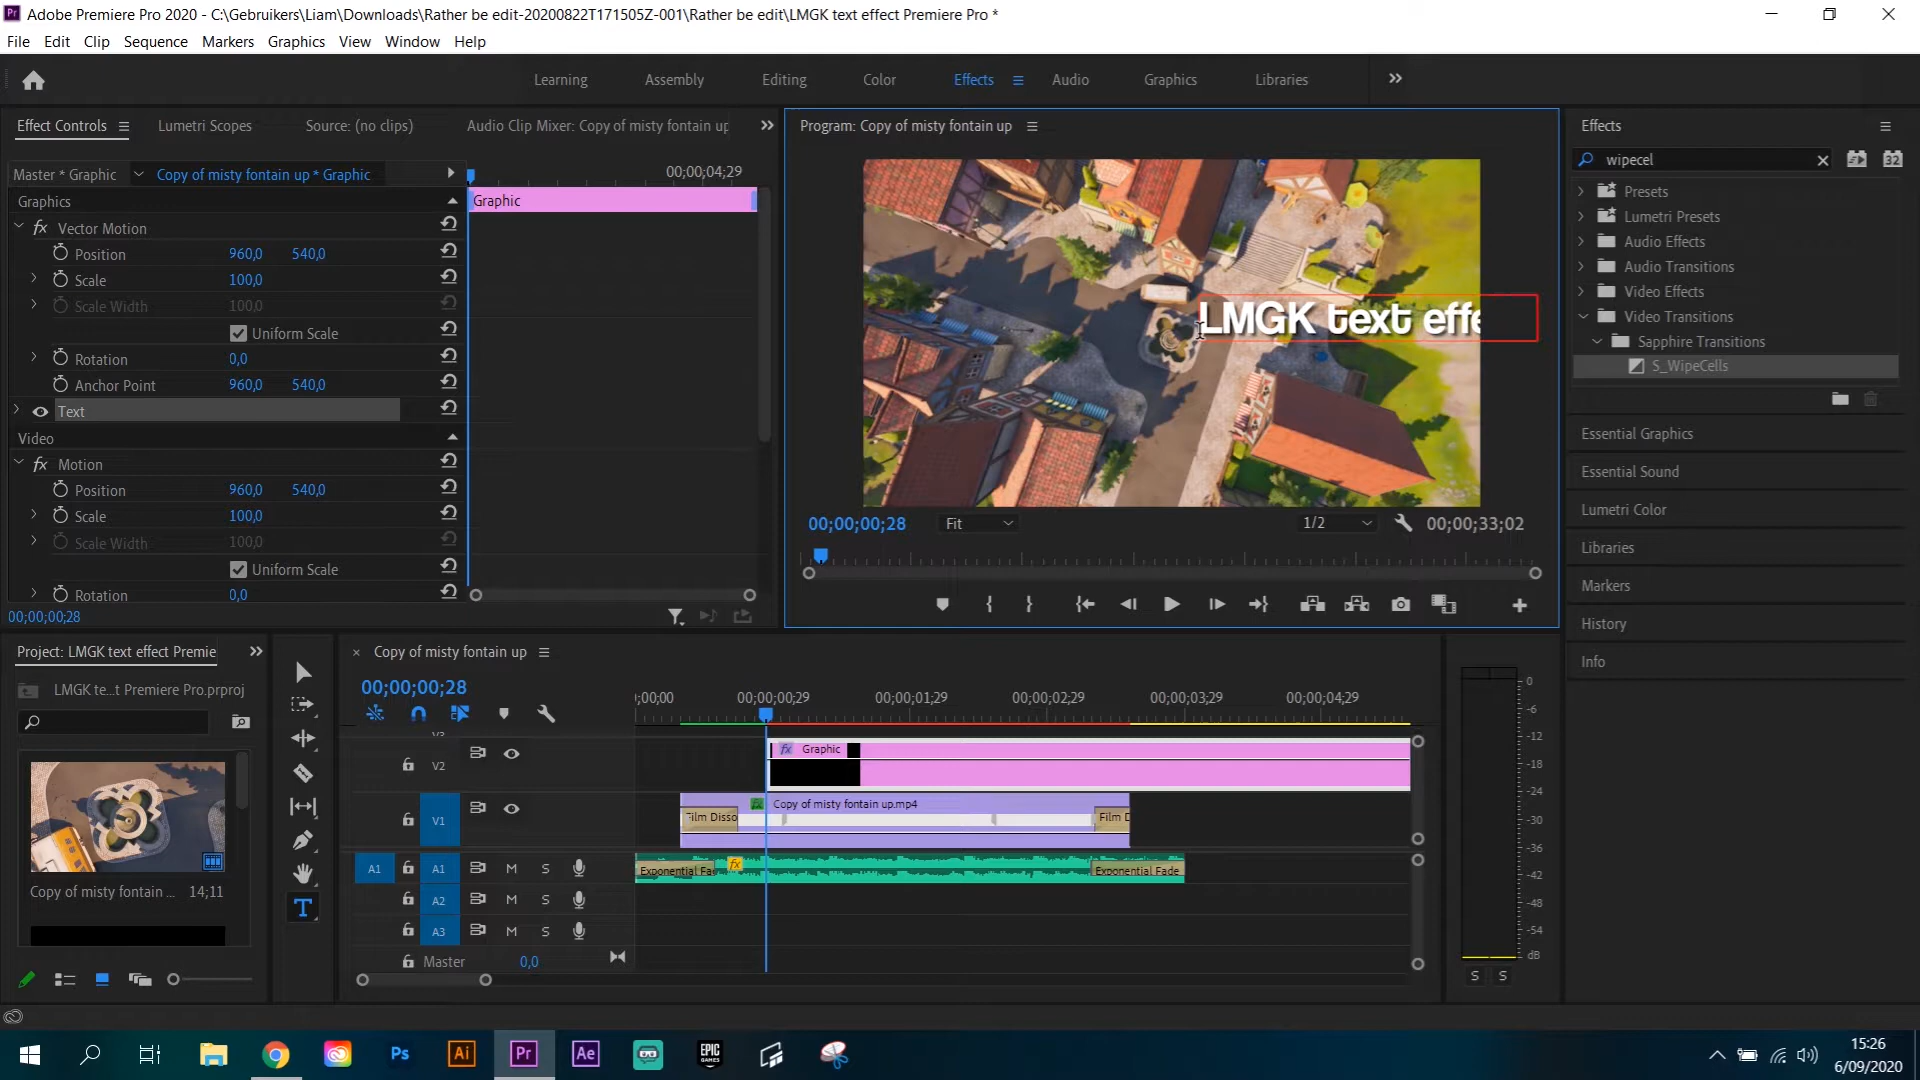 Adobe Premiere Pro 2020 - C:\Gebruikers\Liam\Downloads\Rather be edit-20200822T171505Z-001\Rather be edit\LMGK text effect Premiere Pro *
File Edit Clip Sequence Markers Graphics View Window Help
Learning Assembly Editing Color Effects Audio Graphics Libraries
Effect Controls Lumetri Scopes Source: (no clips) Audio Clip Mixer: Copy of misty fontain up
Master * Graphic Copy of misty fontain up * Graphic 00;00;04;29
Graphics
Graphic
fx Vector Motion
Position 960,0 540,0
Scale 100,0
Scale Width 100,0
Uniform Scale
Rotation 0,0
Anchor Point 960,0 540,0
Text
Video
fx Motion
Position 960,0 540,0
Scale 100,0
Scale Width 100,0
Uniform Scale
Rotation 0,0
00;00;00;28
Program: Copy of misty fontain up
LMGK text effe
00;00;00;28 Fit 1/2 00;00;33;02
Effects
wipecel
32
Presets
Lumetri Presets
Audio Effects
Audio Transitions
Video Effects
Video Transitions
Sapphire Transitions
S_WipeCells
Essential Graphics
Essential Sound
Lumetri Color
Libraries
Markers
History
Info
Project: LMGK text effect Premie
LMGK te...t Premiere Pro.prproj
Copy of misty fontain ... 14;11
Copy of misty fontain up
00;00;00;28
;00;00 00;00;00;29 00;00;01;29 00;00;02;29 00;00;03;29 00;00;04;29
V2 fx Graphic
V1 fx Copy of misty fontain up.mp4
Film Disso Film D
A1 A1 M S fx
Exponential Fad Exponential Fade
A2 M S
A3 M S
Master 0,0
0
-6
-12
-18
-24
-30
-36
-42
-48
-54
dB
S S
Ps Ai Pr Ae EPIC GAMES
15:26
6/09/2020